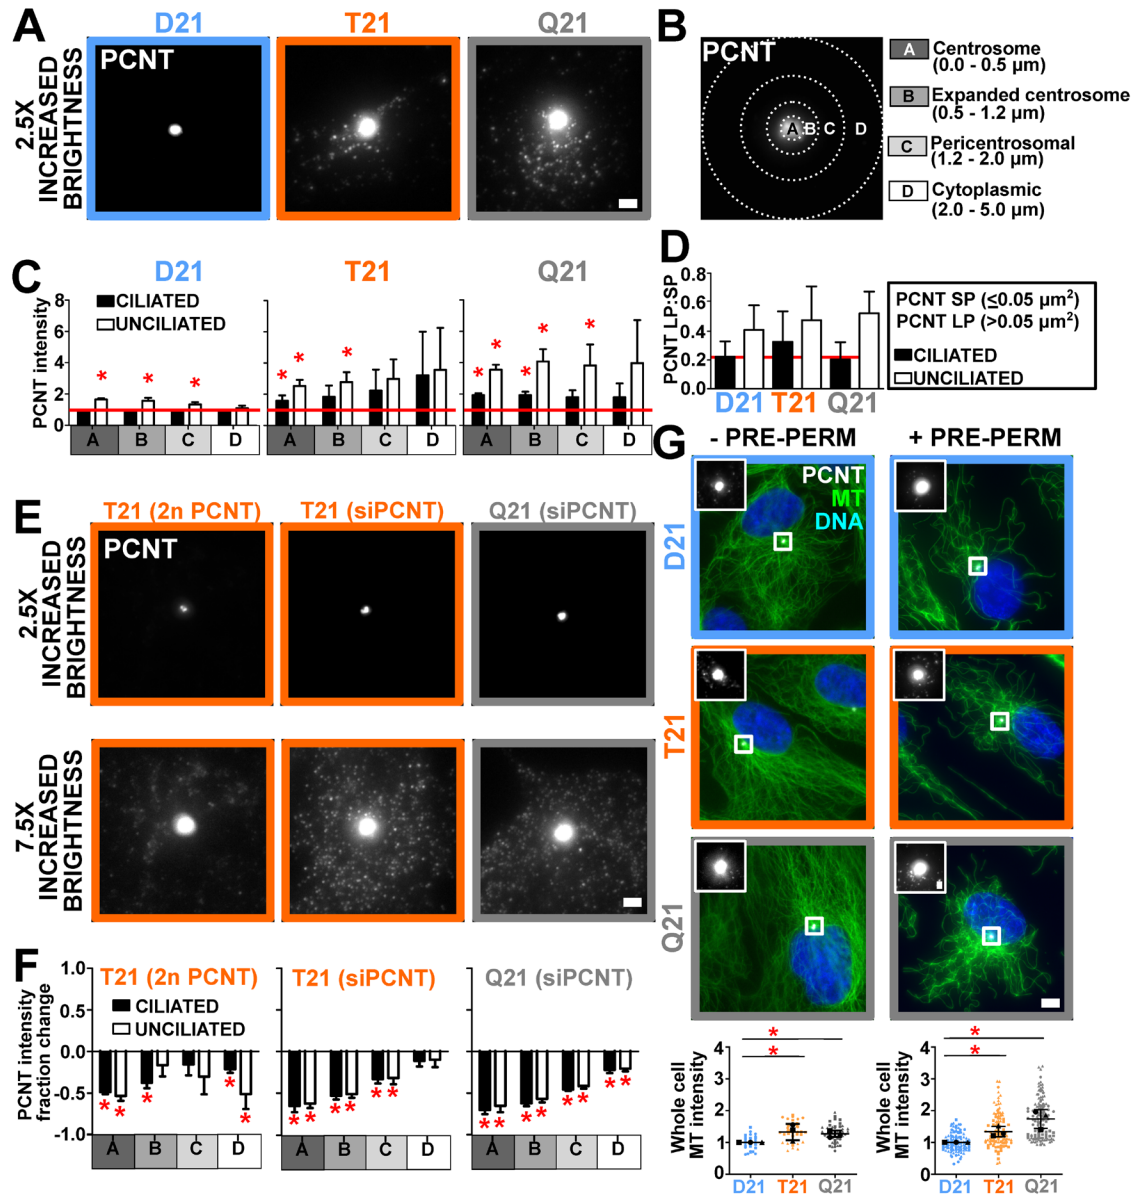 A
D21
T21
Q21
2.5X
INCREASED
BRIGHTNESS
PCNT
B
PCNT
A
B
C
D
A
Centrosome
(0.0 - 0.5 µm)
B
Expanded centrosome
(0.5 - 1.2 µm)
C
Pericentrosomal
(1.2 - 2.0 µm)
D
Cytoplasmic
(2.0 - 5.0 µm)
C
D21
T21
Q21
PCNT intensity
8
6
4
2
0
CILIATED
UNCILIATED
* * *
* * *
* * * * *
A B C D
A B C D
A B C D
D
PCNT LP:SP
0.8
0.6
0.4
0.2
0.0
D21 T21 Q21
PCNT SP (≤0.05 µm²)
PCNT LP (>0.05 µm²)
CILIATED
UNCILIATED
E
T21 (2n PCNT)
T21 (siPCNT)
Q21 (siPCNT)
2.5X
INCREASED
BRIGHTNESS
PCNT
7.5X
INCREASED
BRIGHTNESS
F
PCNT intensity
fraction change
1.0
0.5
0.0
-0.5
-1.0
T21 (2n PCNT)
T21 (siPCNT)
Q21 (siPCNT)
CILIATED
UNCILIATED
* * * * *
* * * * * *
* * * * * * * *
A B C D
A B C D
A B C D
G
- PRE-PERM
+ PRE-PERM
PCNT
MT
DNA
D21
T21
Q21
Whole cell
MT intensity
4
3
2
1
0
*
*
D21 T21 Q21
Whole cell
MT intensity
4
3
2
1
0
*
*
D21 T21 Q21